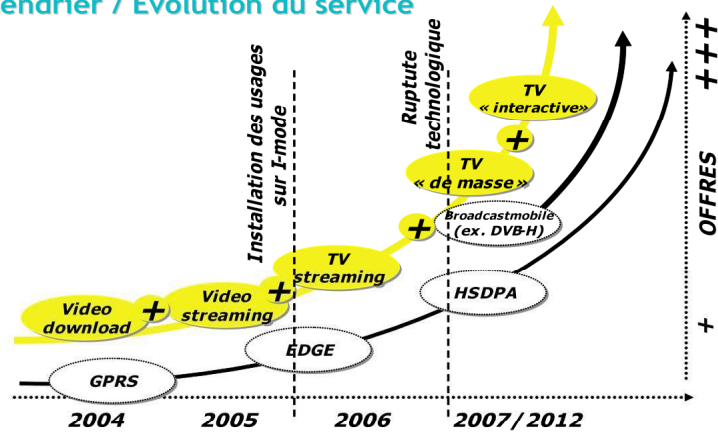 endrier / Evolution du service
Installation des usages
sur I-mode
Ruptute
technologique
+++
OFFRES
+
TV
« interactive»
+
TV
« de masse »
+
Broadcastmobile
(ex. DVB-H)
TV
streaming
+
Video
streaming
+
Video
download
HSDPA
EDGE
GPRS
2004
2005
2006
2007/2012